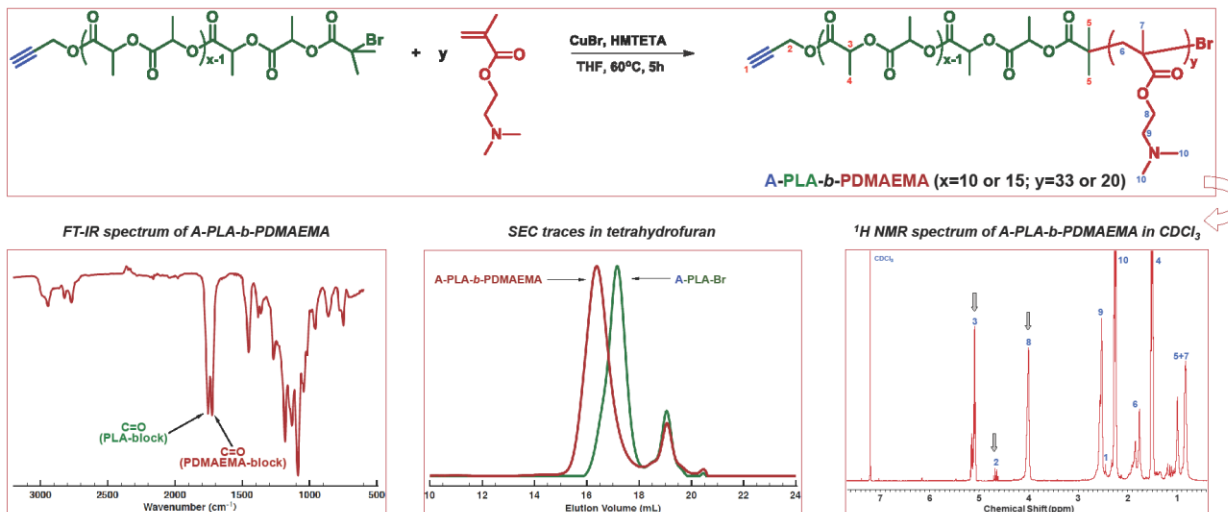 O
O
O
O
O
O
O
O
O
O
Br
x-1
+ y
O
O
N
CuBr, HMTETA
THF, 60°C, 5h
O
O
O
O
O
O
O
O
O
O
Br
x-1
y
O
O
N
1
2
3
4
5
5
6
7
8
9
10
10
A-PLA-b-PDMAEMA (x=10 or 15; y=33 or 20)
FT-IR spectrum of A-PLA-b-PDMAEMA
C=O
(PLA-block)
C=O
(PDMAEMA-block)
3000 2500 2000 1500 1000 500
Wavenumber (cm⁻¹)
SEC traces in tetrahydrofuran
A-PLA-b-PDMAEMA
A-PLA-Br
10 12 14 16 18 20 22 24
Elution Volume (mL)
¹H NMR spectrum of A-PLA-b-PDMAEMA in CDCl₃
CDCl₃
10
4
3
8
9
5+7
6
1
2
7 6 5 4 3 2 1
Chemical Shift (ppm)